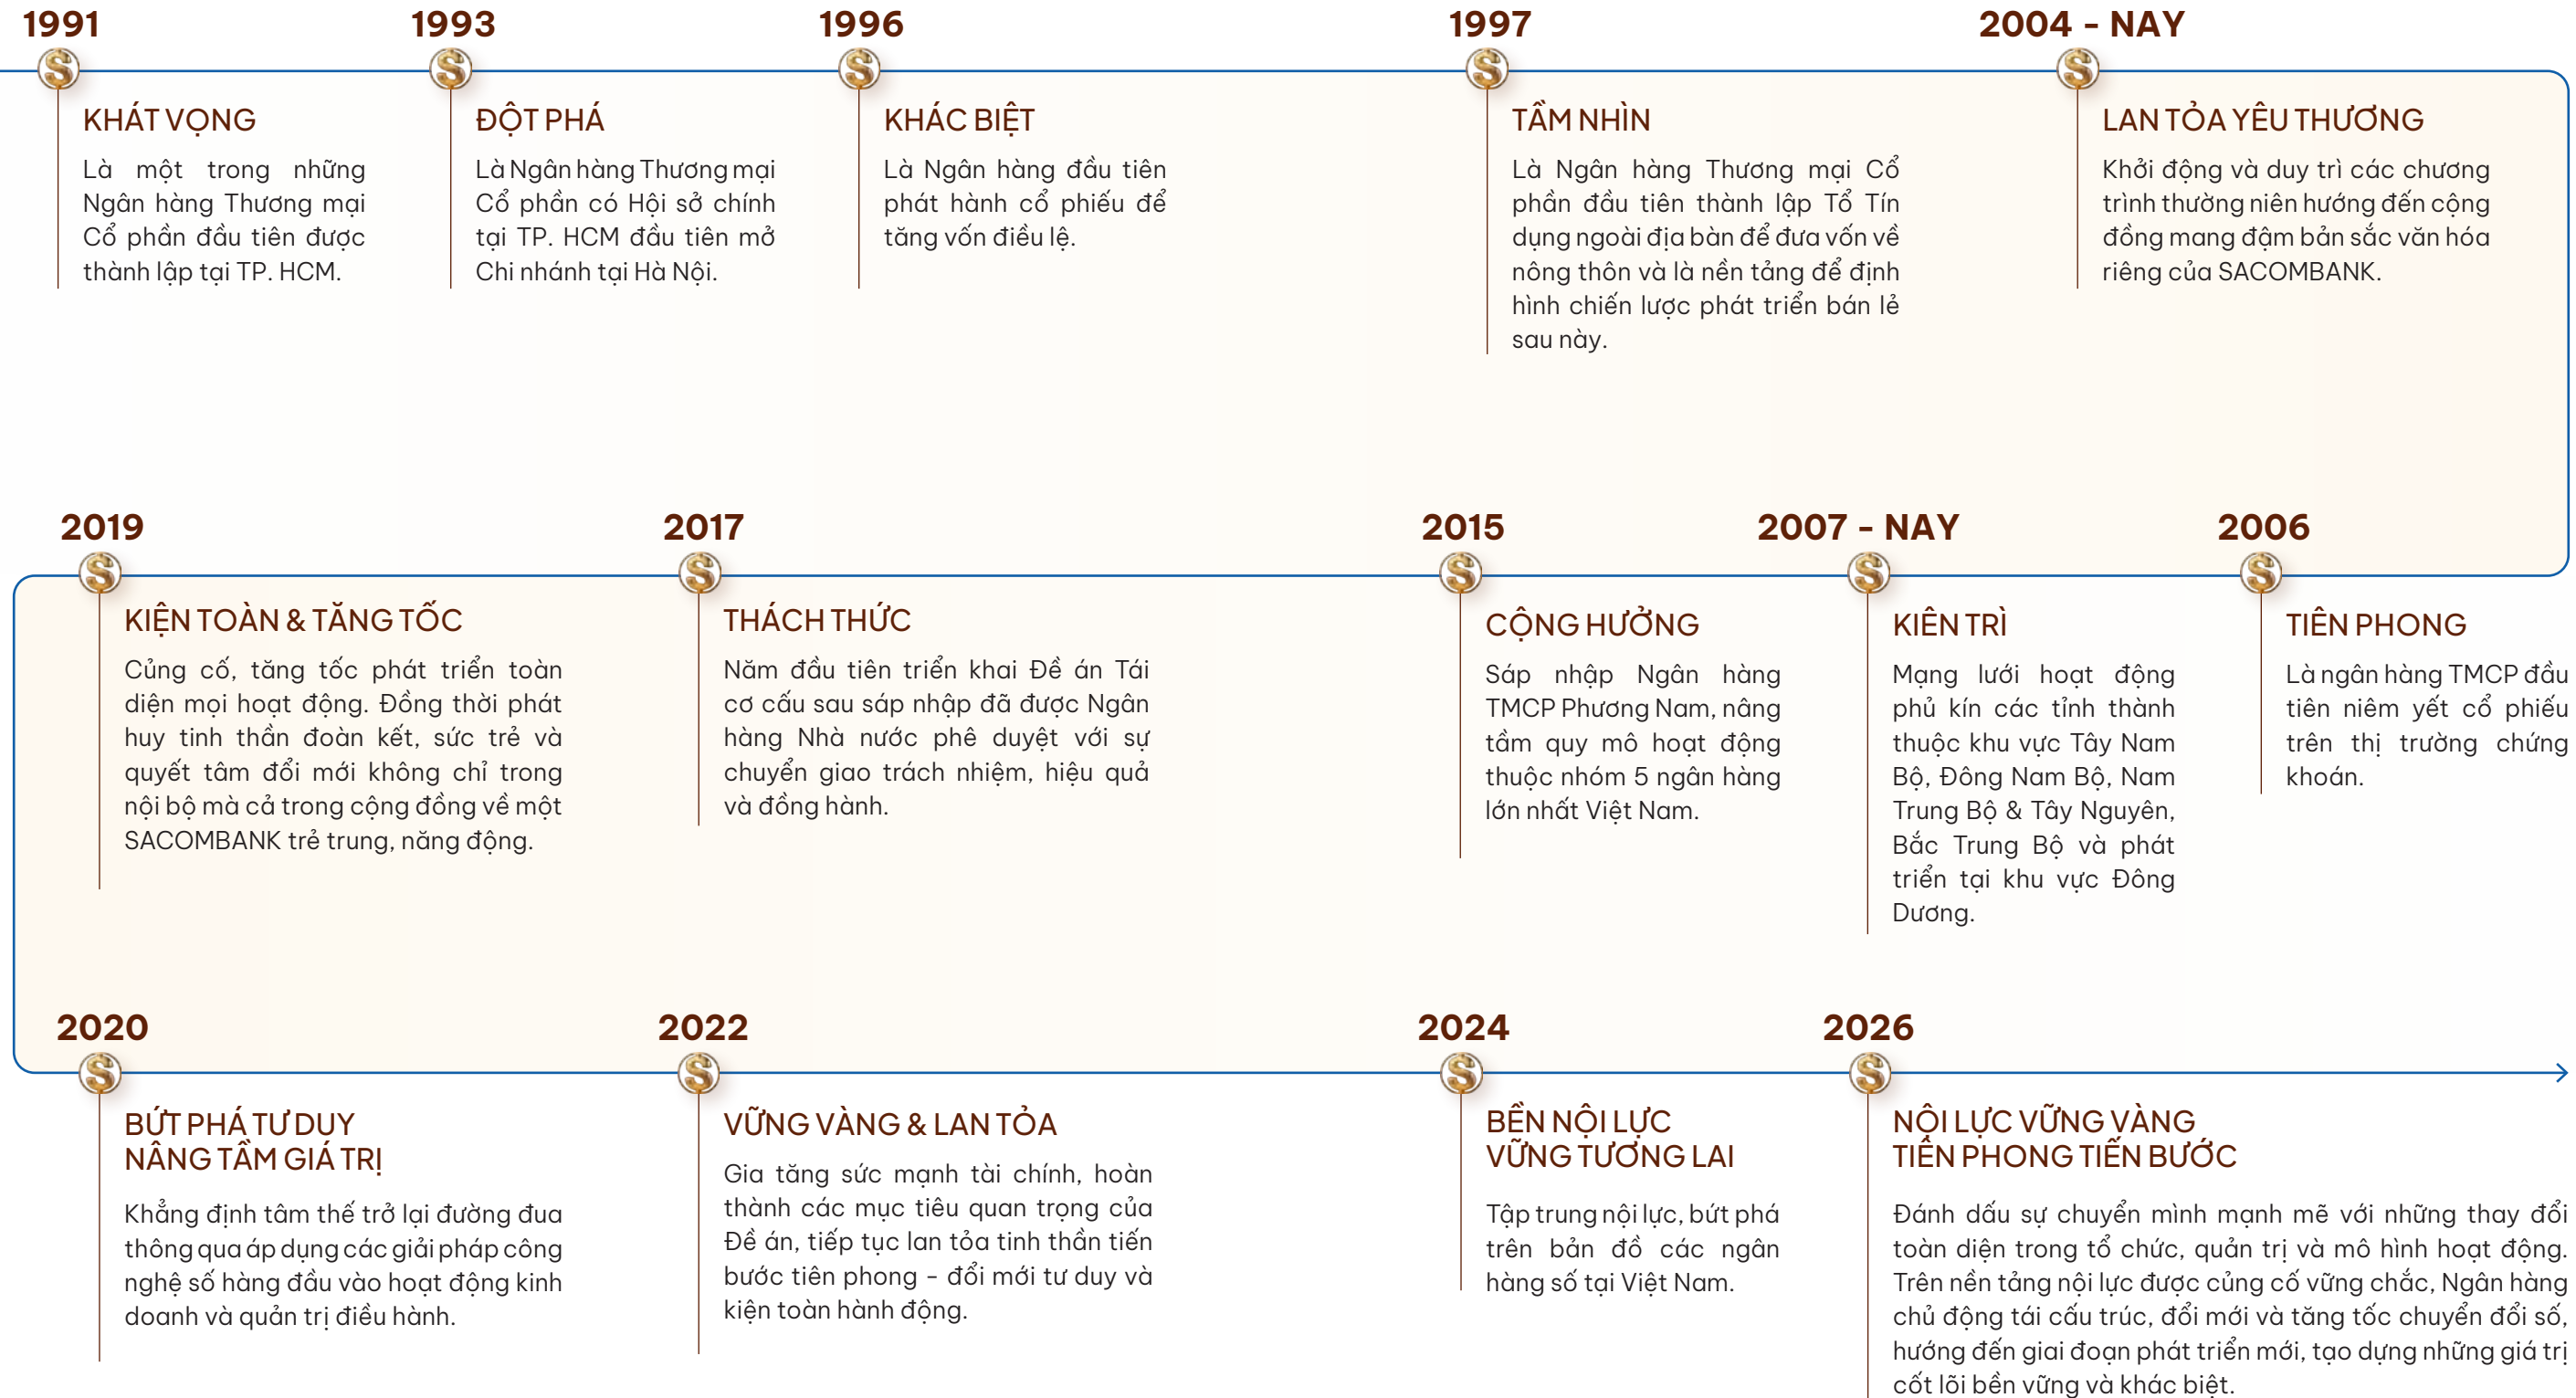 1991
KHÁT VỌNG
Là một trong những
Ngân hàng Thương mại
Cổ phần đầu tiên được
thành lập tại TP. HCM.
1993
ĐỘT PHÁ
Là Ngân hàng Thương mại
Cổ phần có Hội sở chính
tại TP. HCM đầu tiên mở
Chi nhánh tại Hà Nội.
1996
KHÁC BIỆT
Là Ngân hàng đầu tiên
phát hành cổ phiếu để
tăng vốn điều lệ.
1997
TẦM NHÌN
Là Ngân hàng Thương mại Cổ
phần đầu tiên thành lập Tổ Tín
dụng ngoài địa bàn để đưa vốn về
nông thôn và là nền tảng để định
hình chiến lược phát triển bán lẻ
sau này.
2004 - NAY
LAN TỎA YÊU THƯƠNG
Khởi động và duy trì các chương
trình thường niên hướng đến cộng
đồng mang đậm bản sắc văn hóa
riêng của SACOMBANK.
2006
TIÊN PHONG
Là ngân hàng TMCP đầu
tiên niêm yết cổ phiếu
trên thị trường chứng
khoán.
2007 - NAY
KIÊN TRÌ
Mạng lưới hoạt động
phủ kín các tỉnh thành
thuộc khu vực Tây Nam
Bộ, Đông Nam Bộ, Nam
Trung Bộ & Tây Nguyên,
Bắc Trung Bộ và phát
triển tại khu vực Đông
Dương.
2015
CỘNG HƯỞNG
Sáp nhập Ngân hàng
TMCP Phương Nam, nâng
tầm quy mô hoạt động
thuộc nhóm 5 ngân hàng
lớn nhất Việt Nam.
2017
THÁCH THỨC
Năm đầu tiên triển khai Đề án Tái
cơ cấu sau sáp nhập đã được Ngân
hàng Nhà nước phê duyệt với sự
chuyển giao trách nhiệm, hiệu quả
và đồng hành.
2019
KIỆN TOÀN & TĂNG TỐC
Củng cố, tăng tốc phát triển toàn
diện mọi hoạt động. Đồng thời phát
huy tinh thần đoàn kết, sức trẻ và
quyết tâm đổi mới không chỉ trong
nội bộ mà cả trong cộng đồng về một
SACOMBANK trẻ trung, năng động.
2020
BỨT PHÁ TƯ DUY
NÂNG TẦM GIÁ TRỊ
Khẳng định tâm thế trở lại đường đua
thông qua áp dụng các giải pháp công
nghệ số hàng đầu vào hoạt động kinh
doanh và quản trị điều hành.
2022
VỮNG VÀNG & LAN TỎA
Gia tăng sức mạnh tài chính, hoàn
thành các mục tiêu quan trọng của
Đề án, tiếp tục lan tỏa tinh thần tiến
bước tiên phong - đổi mới tư duy và
kiện toàn hành động.
2024
BỀN NỘI LỰC
VỮNG TƯƠNG LAI
Tập trung nội lực, bứt phá
trên bản đồ các ngân
hàng số tại Việt Nam.
2026
NỘI LỰC VỮNG VÀNG
TIÊN PHONG TIẾN BƯỚC
Đánh dấu sự chuyển mình mạnh mẽ với những thay đổi
toàn diện trong tổ chức, quản trị và mô hình hoạt động.
Trên nền tảng nội lực được củng cố vững chắc, Ngân hàng
chủ động tái cấu trúc, đổi mới và tăng tốc chuyển đổi số,
hướng đến giai đoạn phát triển mới, tạo dựng những giá trị
cốt lõi bền vững và khác biệt.